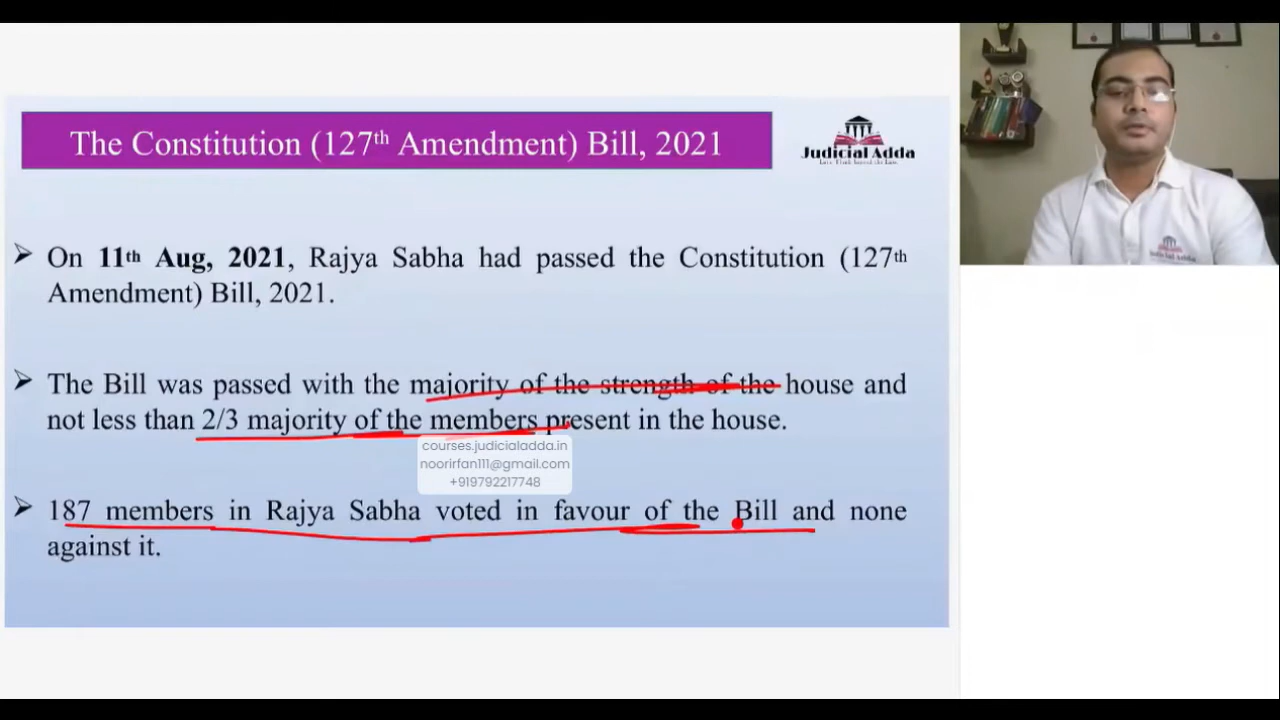 The Constitution (127th Amendment) Bill, 2021
Judicial Adda
➢ On 11th Aug, 2021, Rajya Sabha had passed the Constitution (127th
Amendment) Bill, 2021.
➢ The Bill was passed with the majority of the strength of the house and
not less than 2/3 majority of the members present in the house.
courses.judicialadda.in
noorirfan111@gmail.com
+919792217748
➢ 187 members in Rajya Sabha voted in favour of the Bill and none
against it.